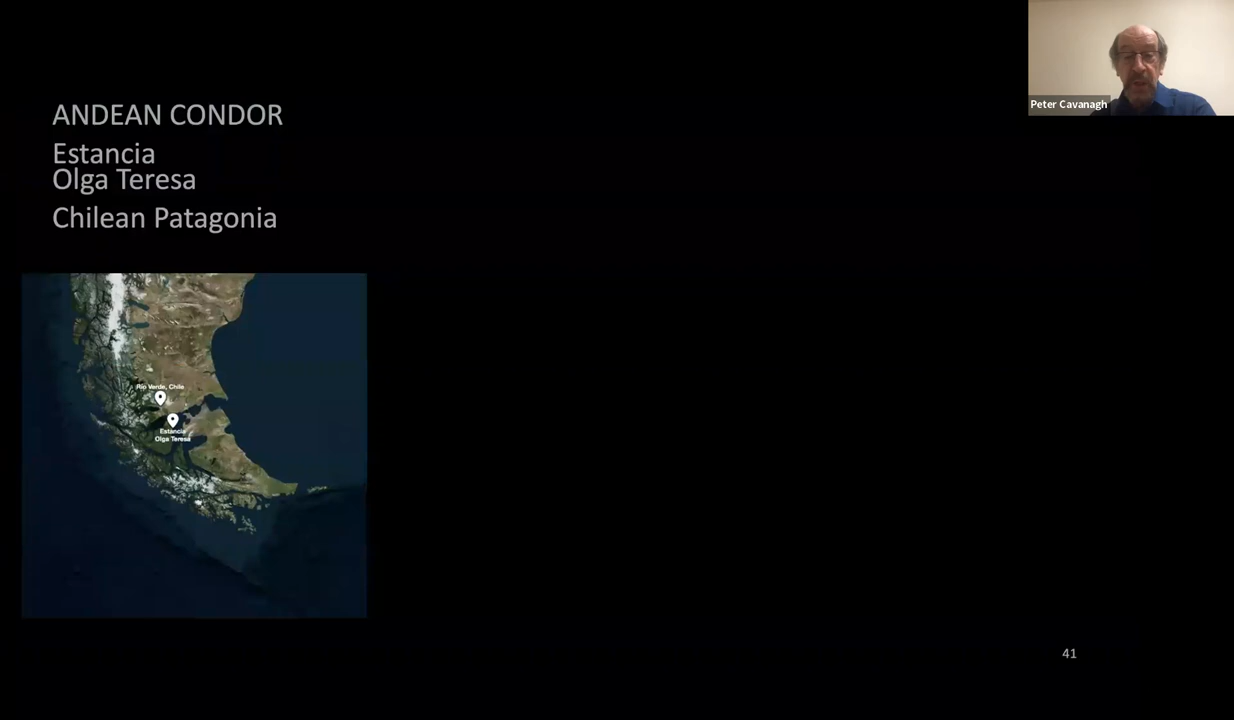 Peter Cavanagh
ANDEAN CONDOR
Estancia
Olga Teresa
Chilean Patagonia
Rio Verde, Chile
Estancia
Olga Teresa
41